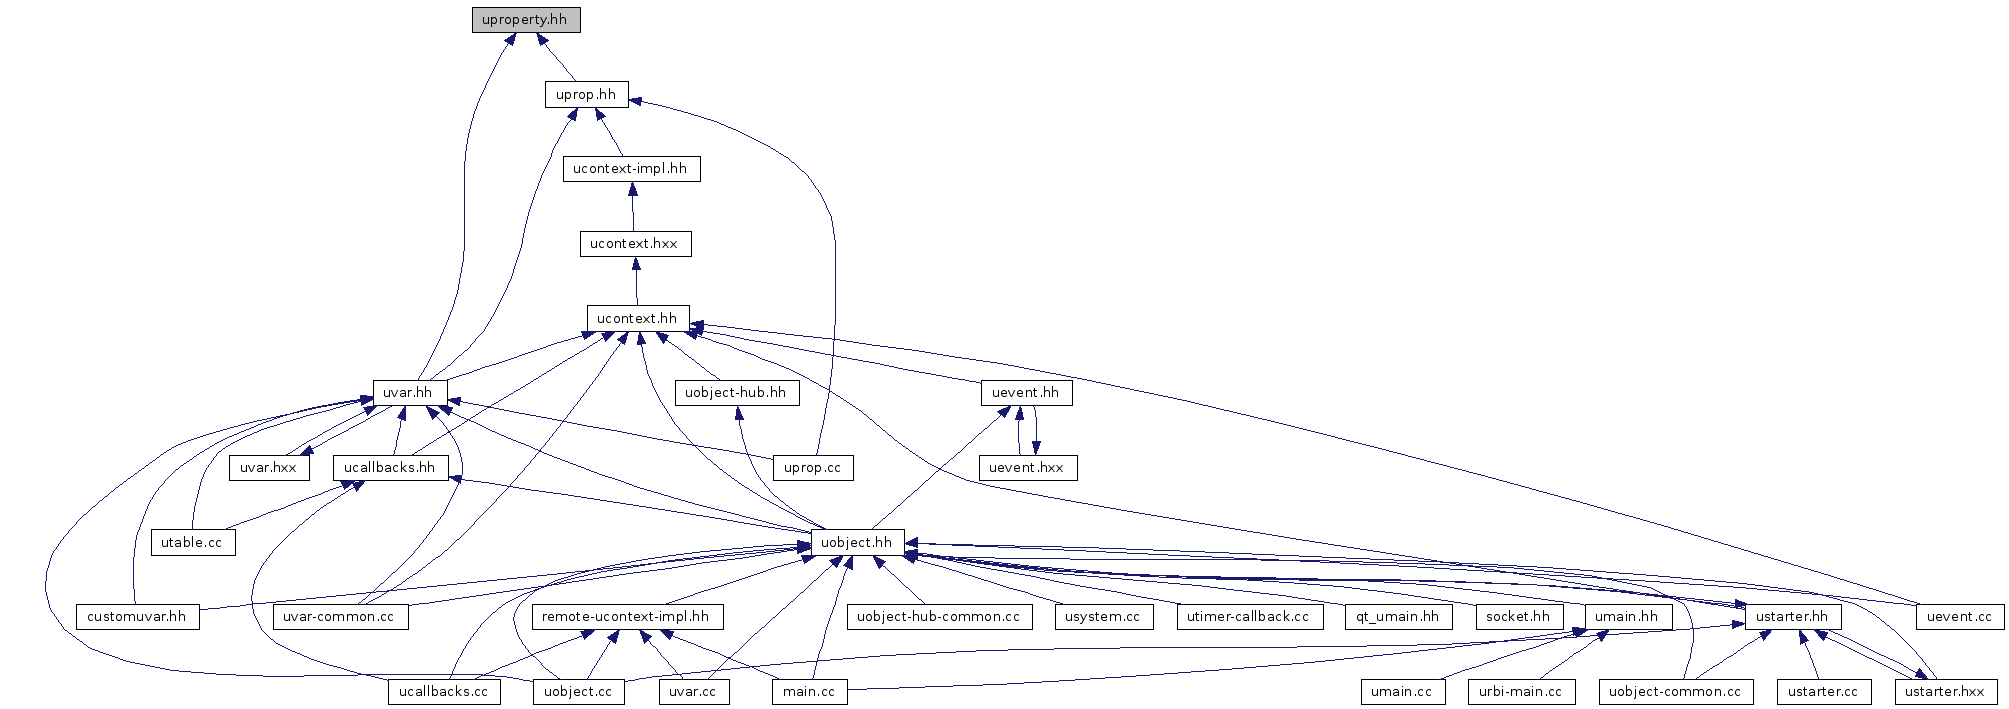 uproperty.hh
uprop.hh
ucontext-impl.hh
ucontext.hxx
ucontext.hh
uvar.hh
uobject-hub.hh
uevent.hh
uvar.hxx
ucallbacks.hh
uprop.cc
uevent.hxx
utable.cc
uobject.hh
customuvar.hh
uvar-common.cc
remote-ucontext-impl.hh
uobject-hub-common.cc
usystem.cc
utimer-callback.cc
qt_umain.hh
socket.hh
umain.hh
ustarter.hh
uevent.cc
ucallbacks.cc
uobject.cc
uvar.cc
main.cc
umain.cc
urbi-main.cc
uobject-common.cc
ustarter.cc
ustarter.hxx